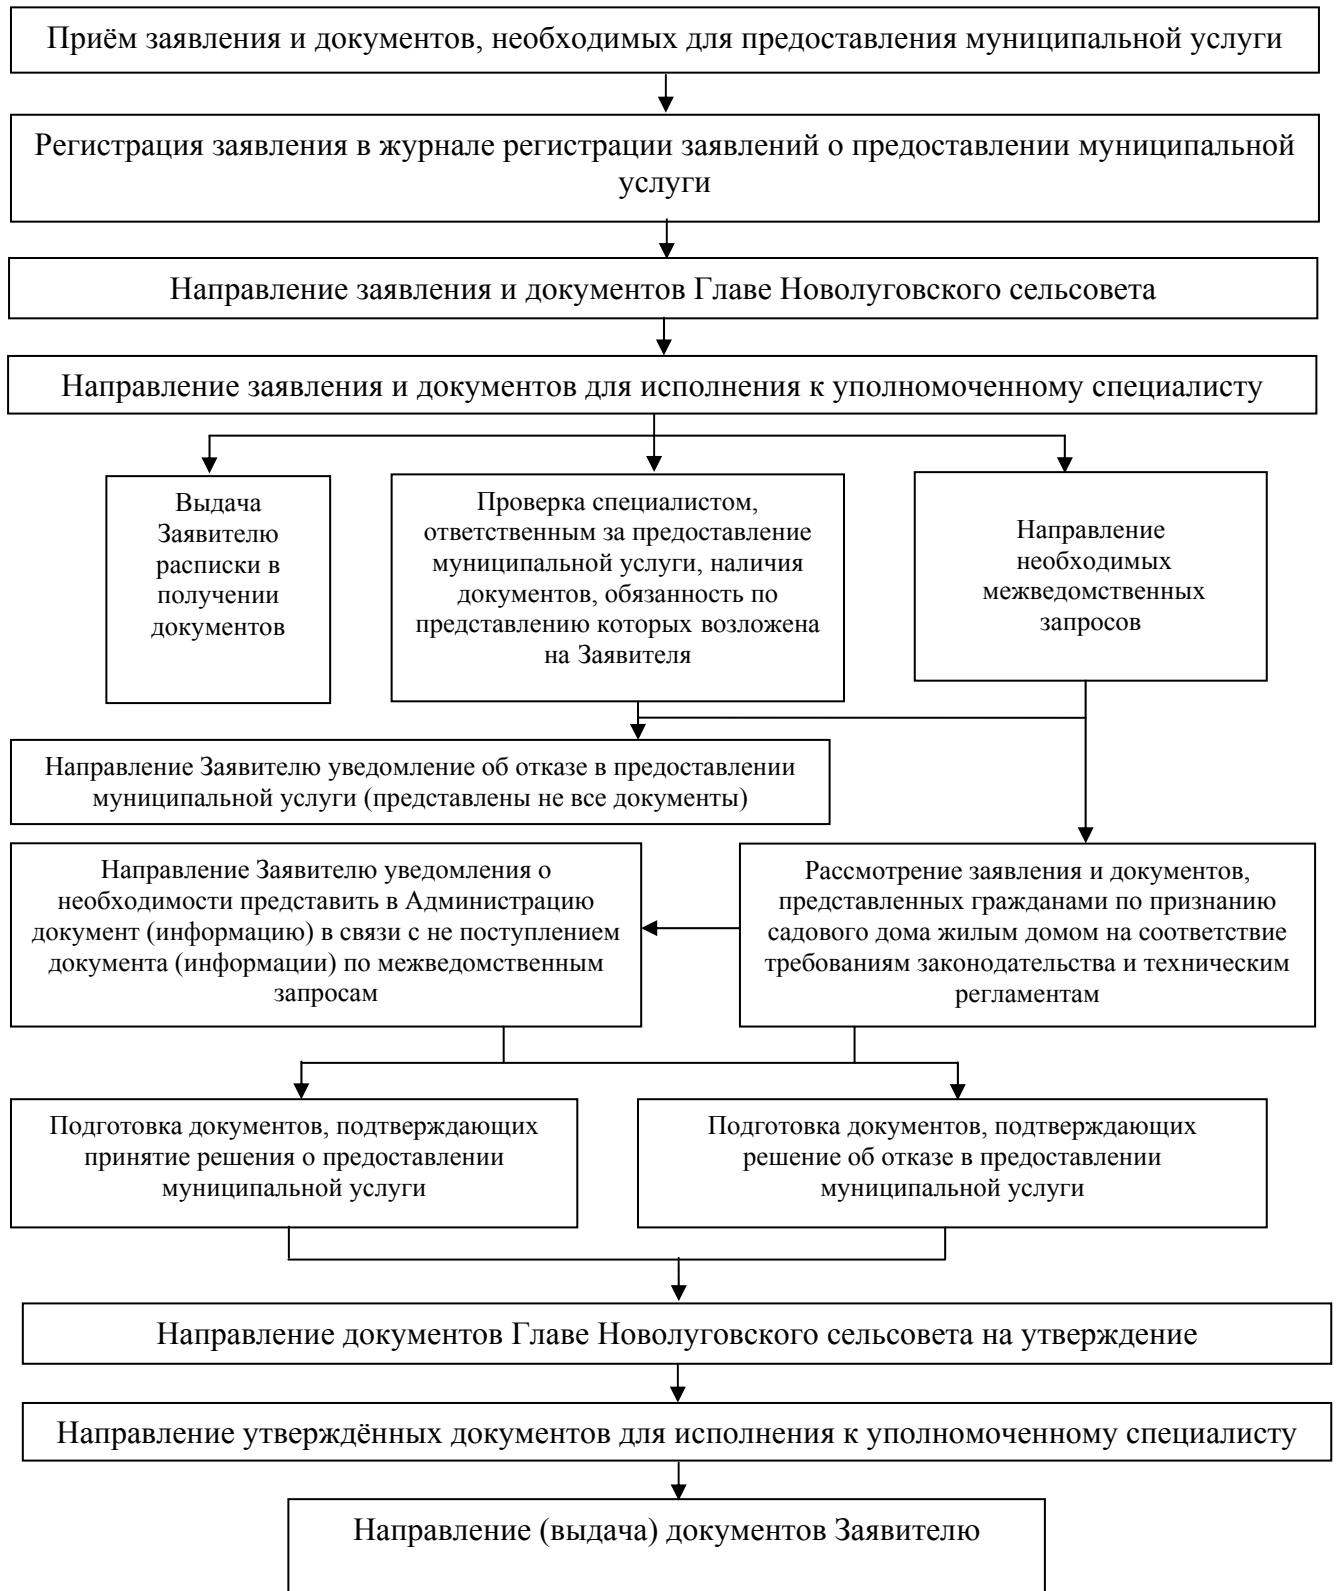 Приём заявления и документов, необходимых для предоставления муниципальной услуги
Регистрация заявления в журнале регистрации заявлений о предоставлении муниципальной
услуги
Направление заявления и документов Главе Новолуговского сельсовета
Направление заявления и документов для исполнения к уполномоченному специалисту
Выдача
Заявителю
расписки в
получении
документов
Проверка специалистом,
ответственным за предоставление
муниципальной услуги, наличия
документов, обязанность по
представлению которых возложена
на Заявителя
Направление
необходимых
межведомственных
запросов
Направление Заявителю уведомление об отказе в предоставлении
муниципальной услуги (представлены не все документы)
Направление Заявителю уведомления о
необходимости представить в Администрацию
документ (информацию) в связи с не поступлением
документа (информации) по межведомственным
запросам
Рассмотрение заявления и документов,
представленных гражданами по признанию
садового дома жилым домом на соответствие
требованиям законодательства и техническим
регламентам
Подготовка документов, подтверждающих
принятие решения о предоставлении
муниципальной услуги
Подготовка документов, подтверждающих
решение об отказе в предоставлении
муниципальной услуги
Направление документов Главе Новолуговского сельсовета на утверждение
Направление утверждённых документов для исполнения к уполномоченному специалисту
Направление (выдача) документов Заявителю